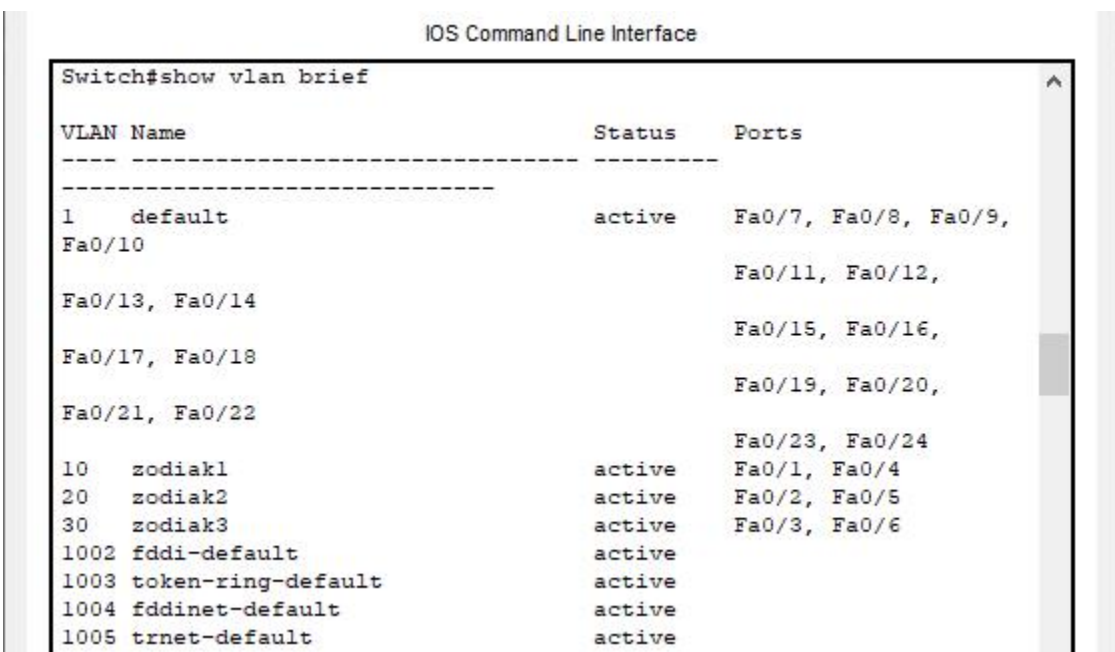 IOS Command Line Interface
Switch#show vlan brief
VLAN Name                             Status    Ports
---- -------------------------------- ---------
-------------------------------
1    default                          active    Fa0/7, Fa0/8, Fa0/9,
Fa0/10
                                                Fa0/11, Fa0/12,
Fa0/13, Fa0/14
                                                Fa0/15, Fa0/16,
Fa0/17, Fa0/18
                                                Fa0/19, Fa0/20,
Fa0/21, Fa0/22
                                                Fa0/23, Fa0/24
10   zodiak1                          active    Fa0/1, Fa0/4
20   zodiak2                          active    Fa0/2, Fa0/5
30   zodiak3                          active    Fa0/3, Fa0/6
1002 fddi-default                     active
1003 token-ring-default               active
1004 fddinet-default                  active
1005 trnet-default                    active